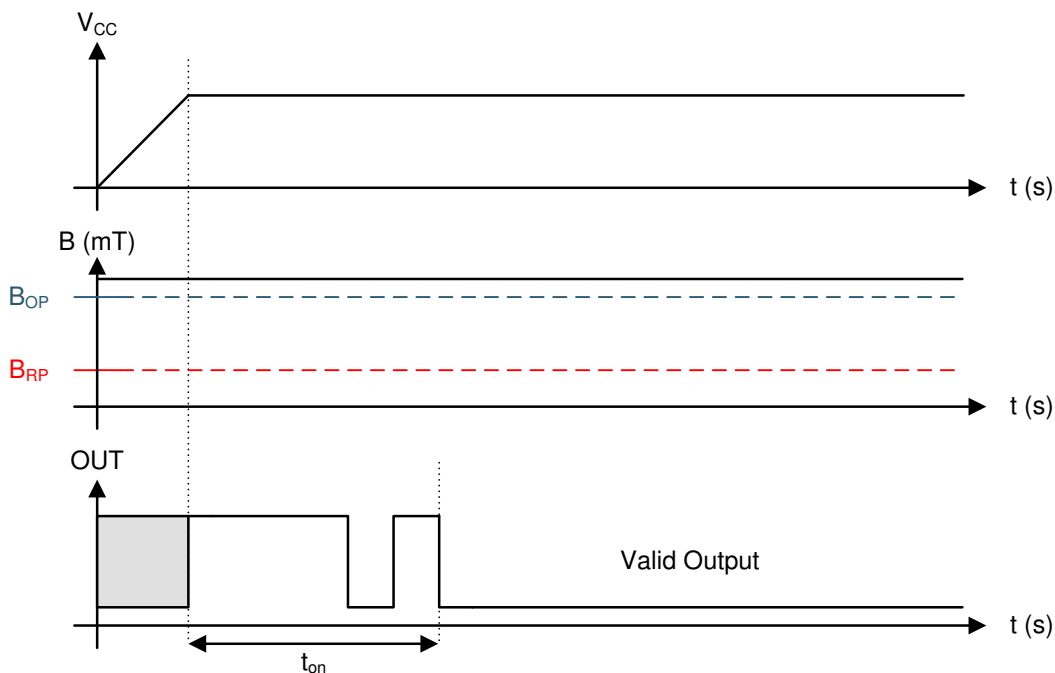 VCC
t (s)
B (mT)
BOP
BRP
t (s)
OUT
Valid Output
t (s)
ton